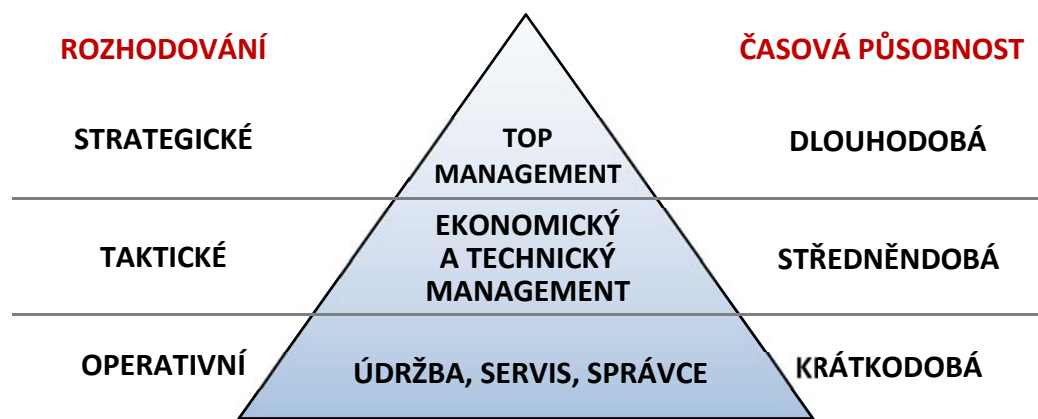 ROZHODOVÁNÍ
ČASOVÁ PŮSOBNOST
STRATEGICKÉ
TOP
MANAGEMENT
DLOUHODOBÁ
TAKTICKÉ
EKONOMICKÝ
A TECHNICKÝ
MANAGEMENT
STŘEDNĚNDOBÁ
OPERATIVNÍ
ÚDRŽBA, SERVIS, SPRÁVCE
KRÁTKODOBÁ